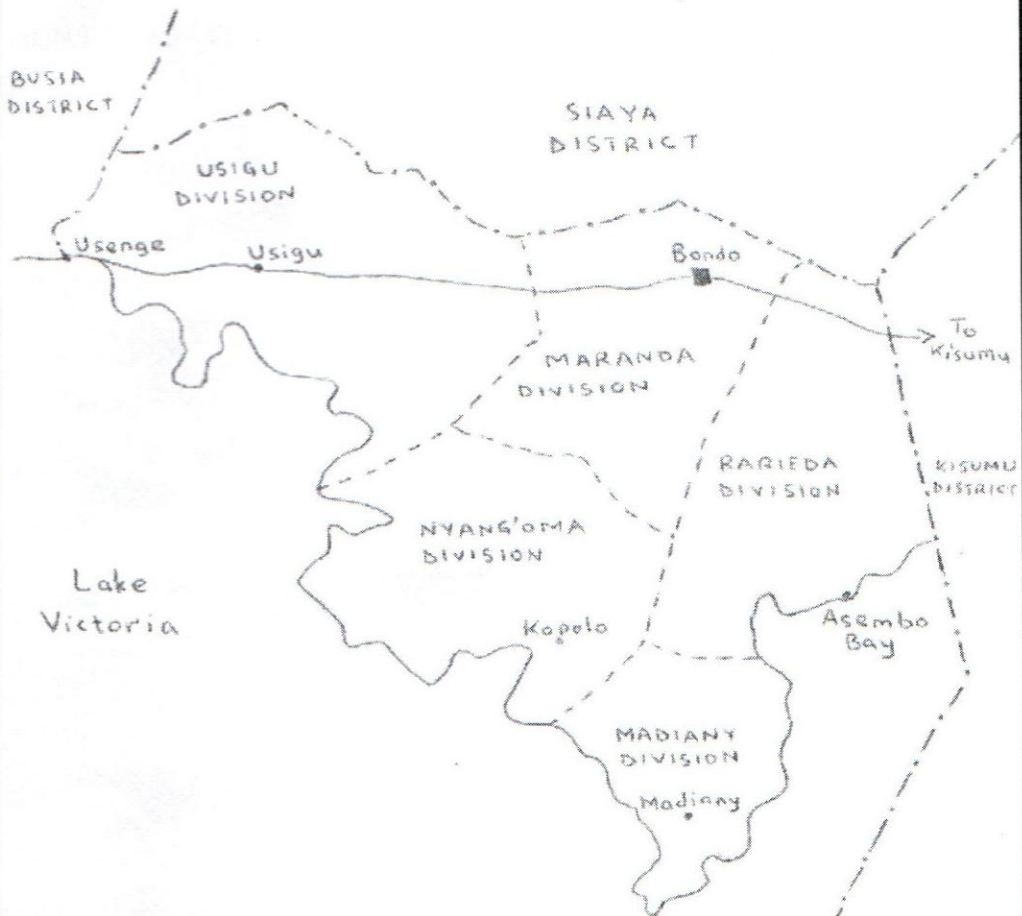 BUSIA
DISTRICT
SIAYA
DISTRICT
USIGU
DIVISION
Usenge
Usigu
Bondo
To
Kisumu
MARANDA
DIVISION
RARIEDA
DIVISION
KISUMU
DISTRICT
NYANG'OMA
DIVISION
Lake
Victoria
Kopolo
Asembo
Bay
MADIANY
DIVISION
Madiany